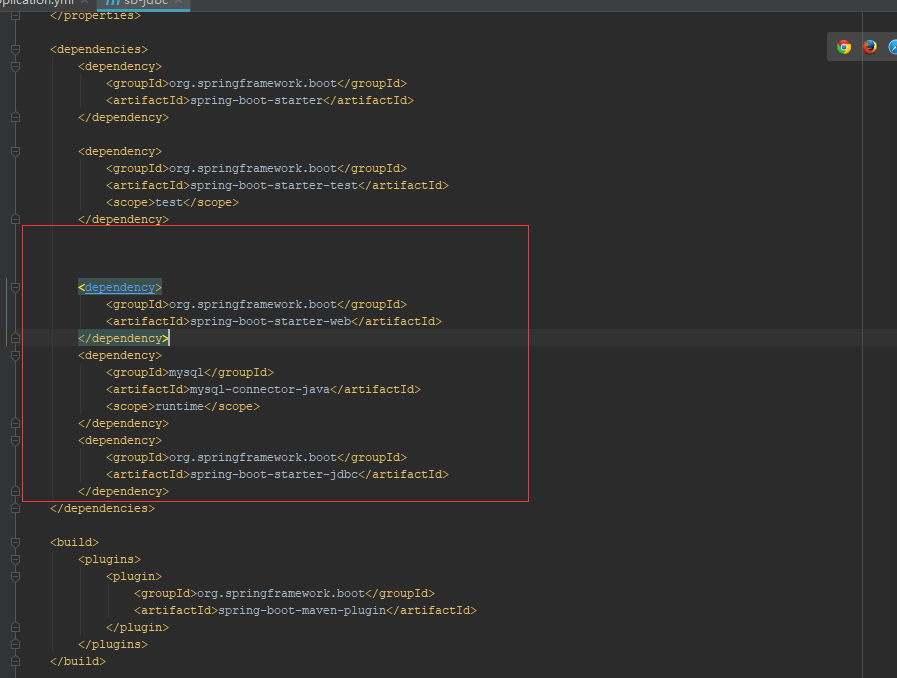 sb-jdbc
</properties>
<dependencies>
<dependency>
<groupId>org.springframework.boot</groupId>
<artifactId>spring-boot-starter</artifactId>
</dependency>
<dependency>
<groupId>org.springframework.boot</groupId>
<artifactId>spring-boot-starter-test</artifactId>
<scope>test</scope>
</dependency>
<dependency>
<groupId>org.springframework.boot</groupId>
<artifactId>spring-boot-starter-web</artifactId>
</dependency>
<dependency>
<groupId>mysql</groupId>
<artifactId>mysql-connector-java</artifactId>
<scope>runtime</scope>
</dependency>
<dependency>
<groupId>org.springframework.boot</groupId>
<artifactId>spring-boot-starter-jdbc</artifactId>
</dependency>
</dependencies>
<build>
<plugins>
<plugin>
<groupId>org.springframework.boot</groupId>
<artifactId>spring-boot-maven-plugin</artifactId>
</plugin>
</plugins>
</build>